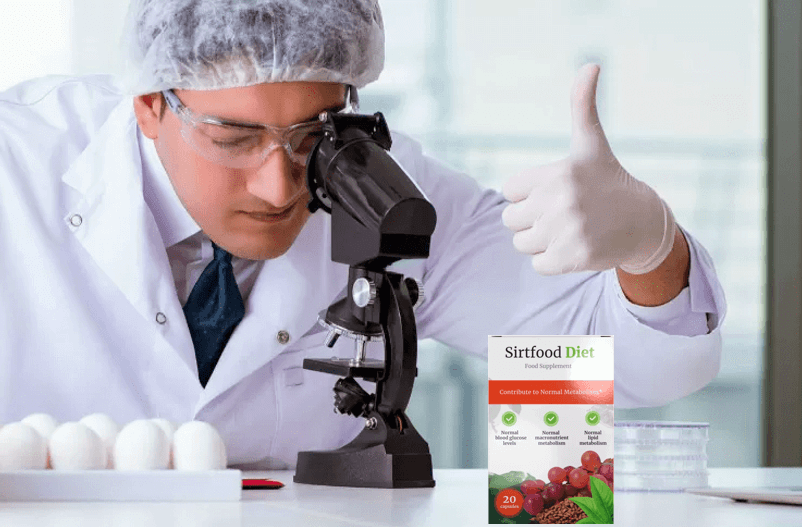 Sirtfood Diet
Food Supplement
Contribute to Normal Metabolism*
Normal
blood glucose
levels
Normal
macronutrient
metabolism
Normal
lipid
metabolism
20
capsules